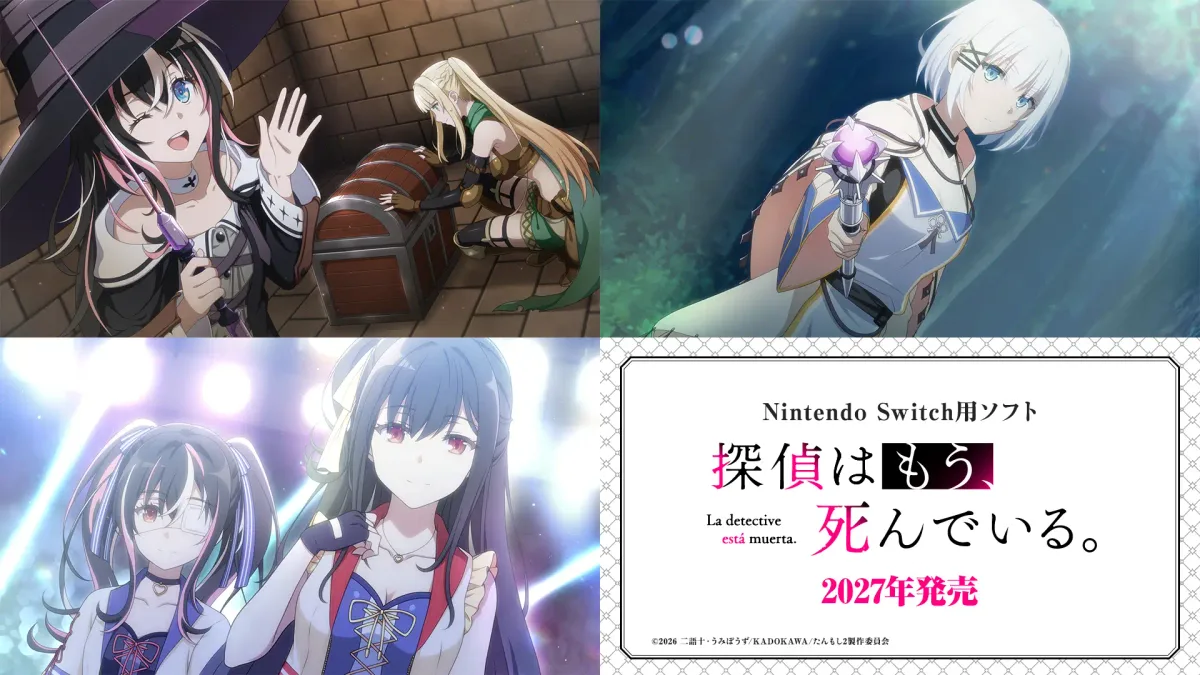 Nintendo Switch用ソフト
探偵はもう、
La detective
está muerta.
死んでいる。
2027年発売
©2026 二語十・うみぼうず/KADOKAWA/たんもし2製作委員会